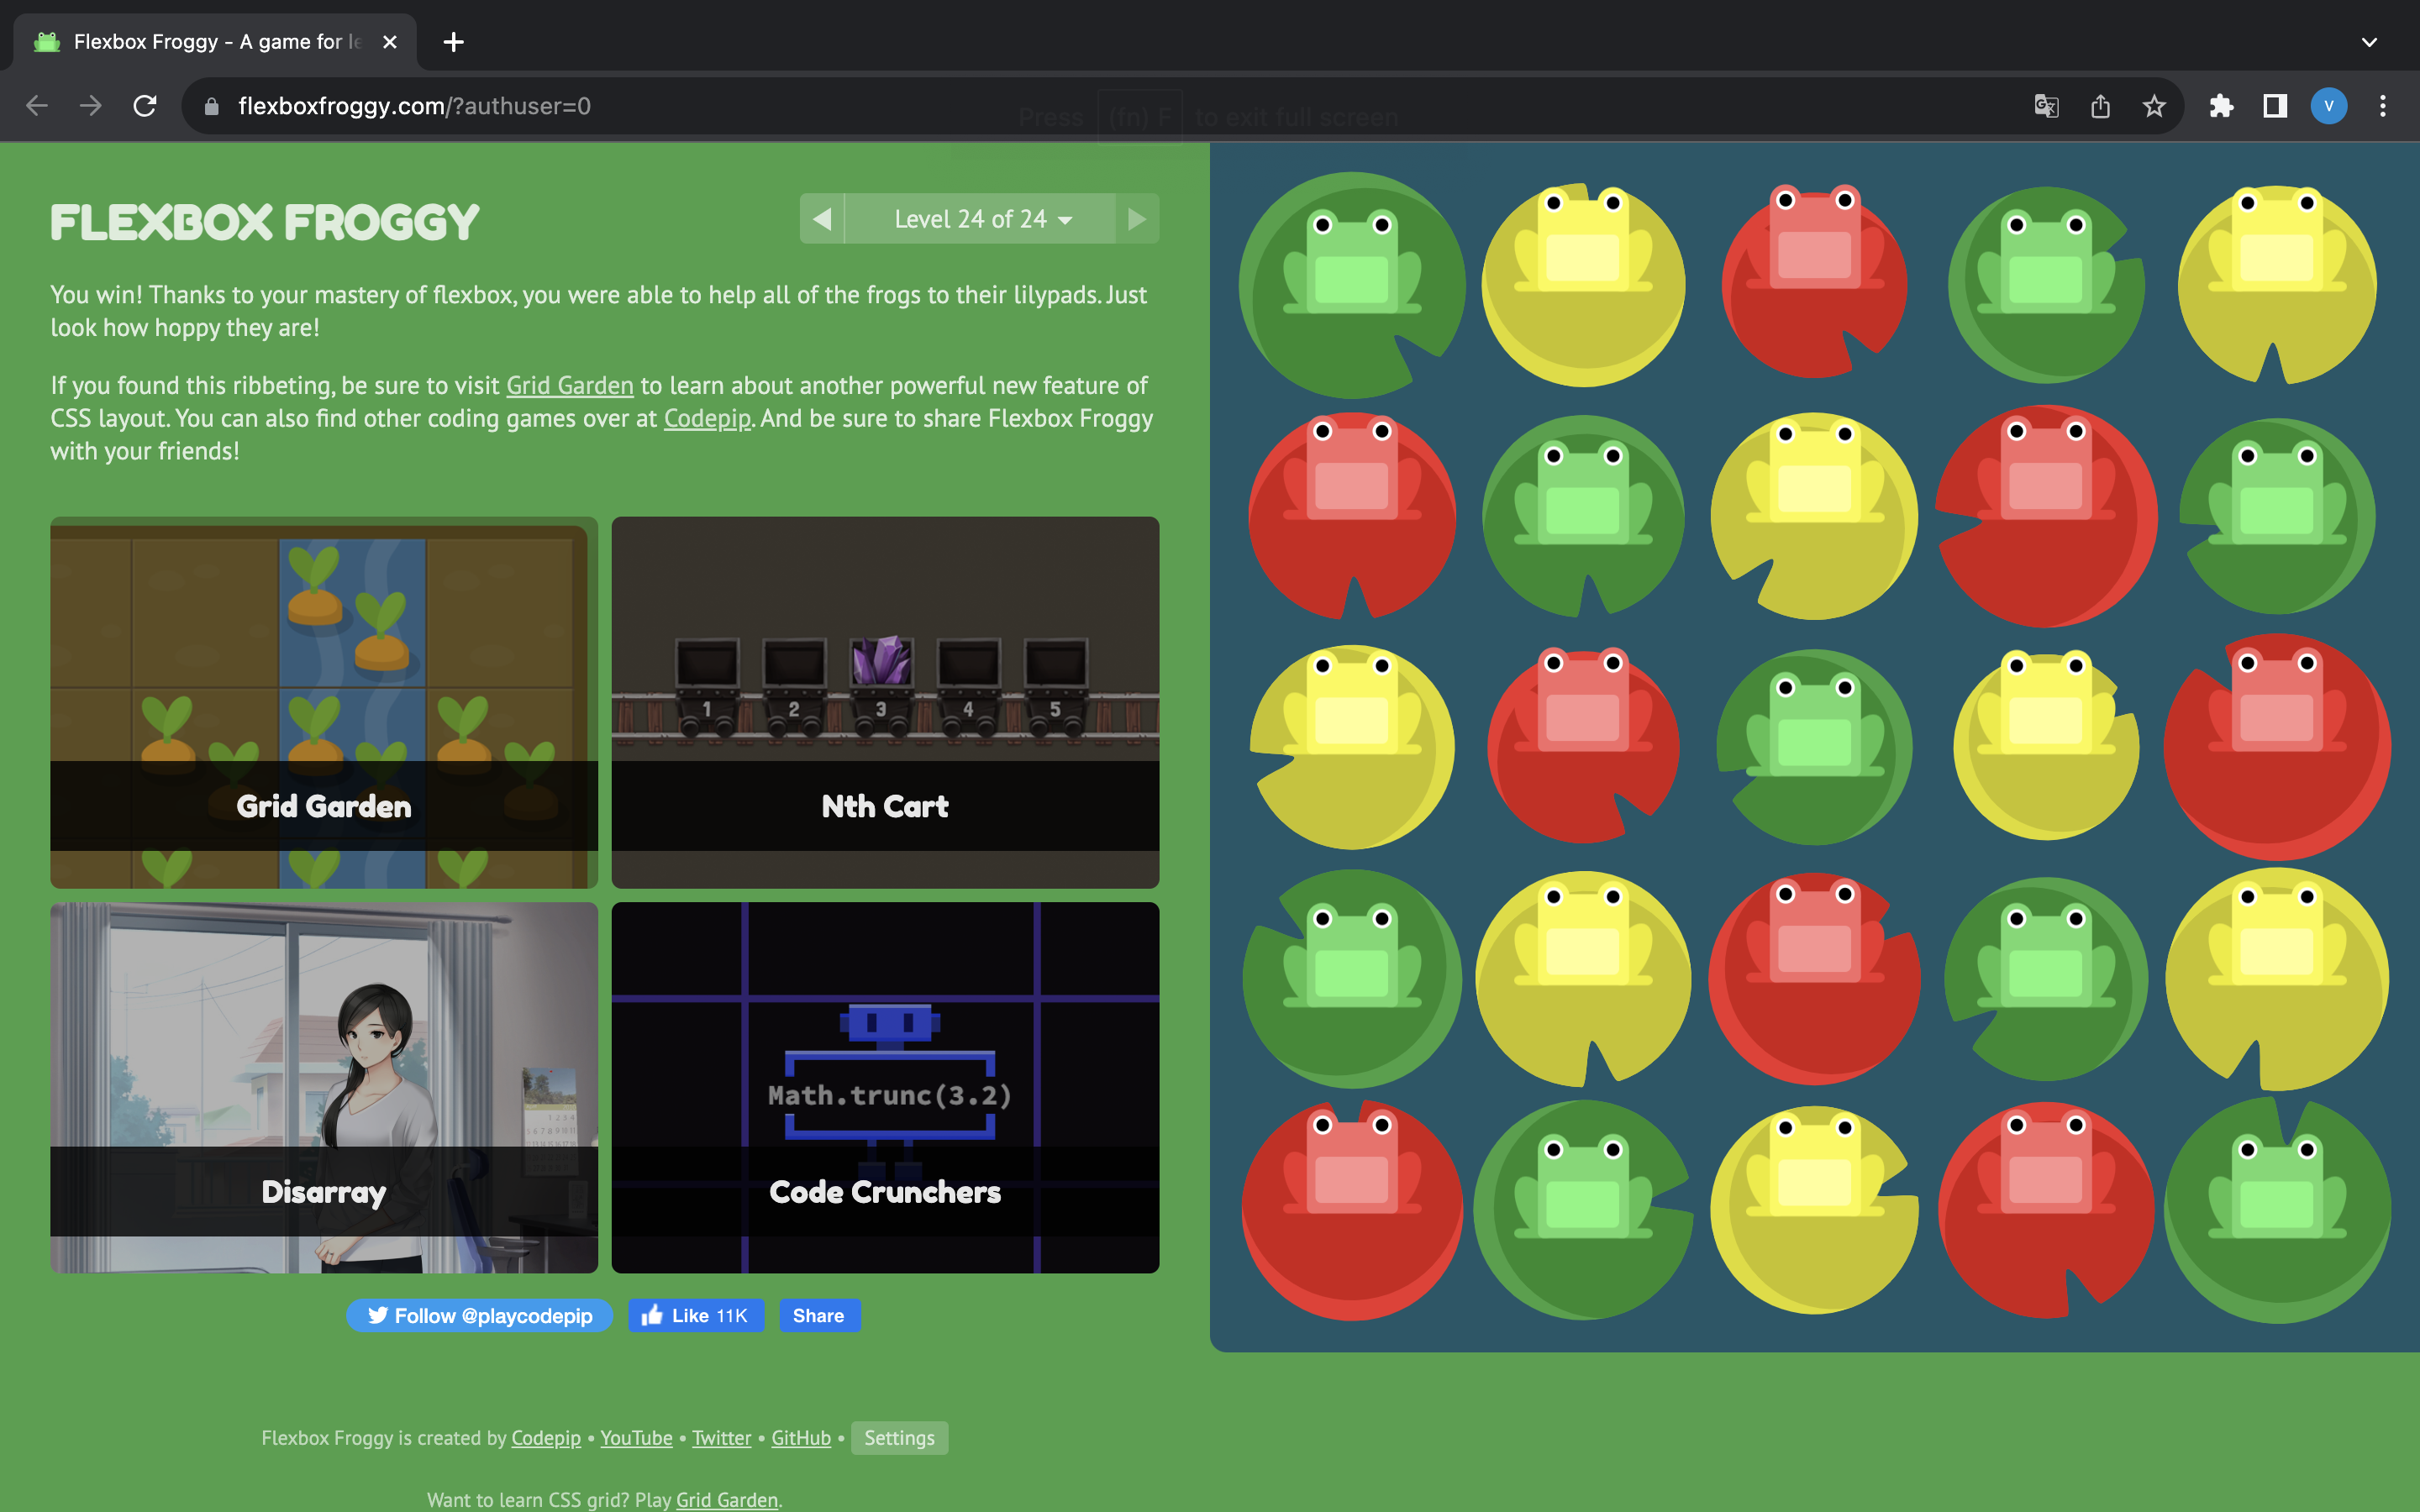 Flexbox Froggy - A game for le
flexboxfroggy.com/?authuser=0
Press (fn) F to exit full screen
V
FLEXBOX FROGGY
Level 24 of 24
You win! Thanks to your mastery of flexbox, you were able to help all of the frogs to their lilypads. Just
look how hoppy they are!
If you found this ribbeting, be sure to visit Grid Garden to learn about another powerful new feature of
CSS layout. You can also find other coding games over at Codepip. And be sure to share Flexbox Froggy
with your friends!
1 2 3 4 5
Grid Garden
Nth Cart
Math.trunc(3.2)
Disarray
Code Crunchers
Follow @playcodepip
Like 11K
Share
Flexbox Froggy is created by Codepip • YouTube • Twitter • GitHub • Settings
Want to learn CSS grid? Play Grid Garden.